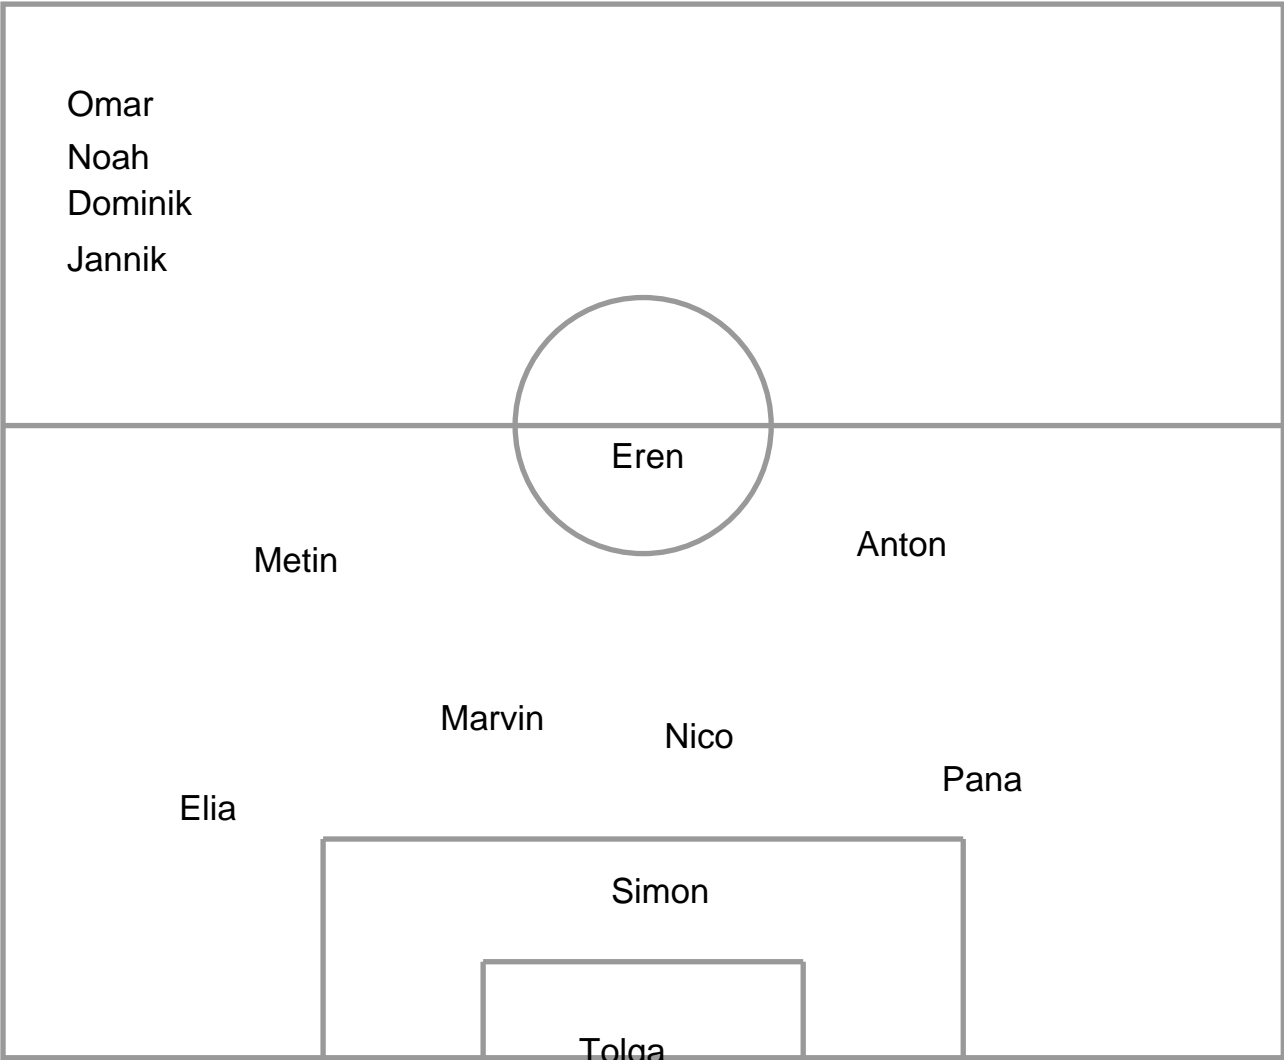 Omar
Noah
Dominik
Jannik
Eren
Metin
Anton
Marvin
Nico
Pana
Elia
Simon
Tolga